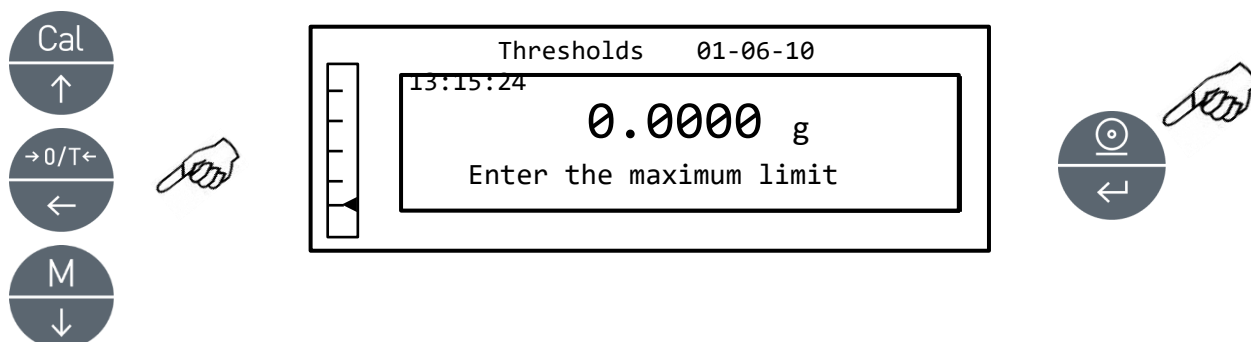 Cal
↑
→0/T←
←
M
↓
Thresholds 01-06-10
13:15:24
0.0000 g
Enter the maximum limit
↵